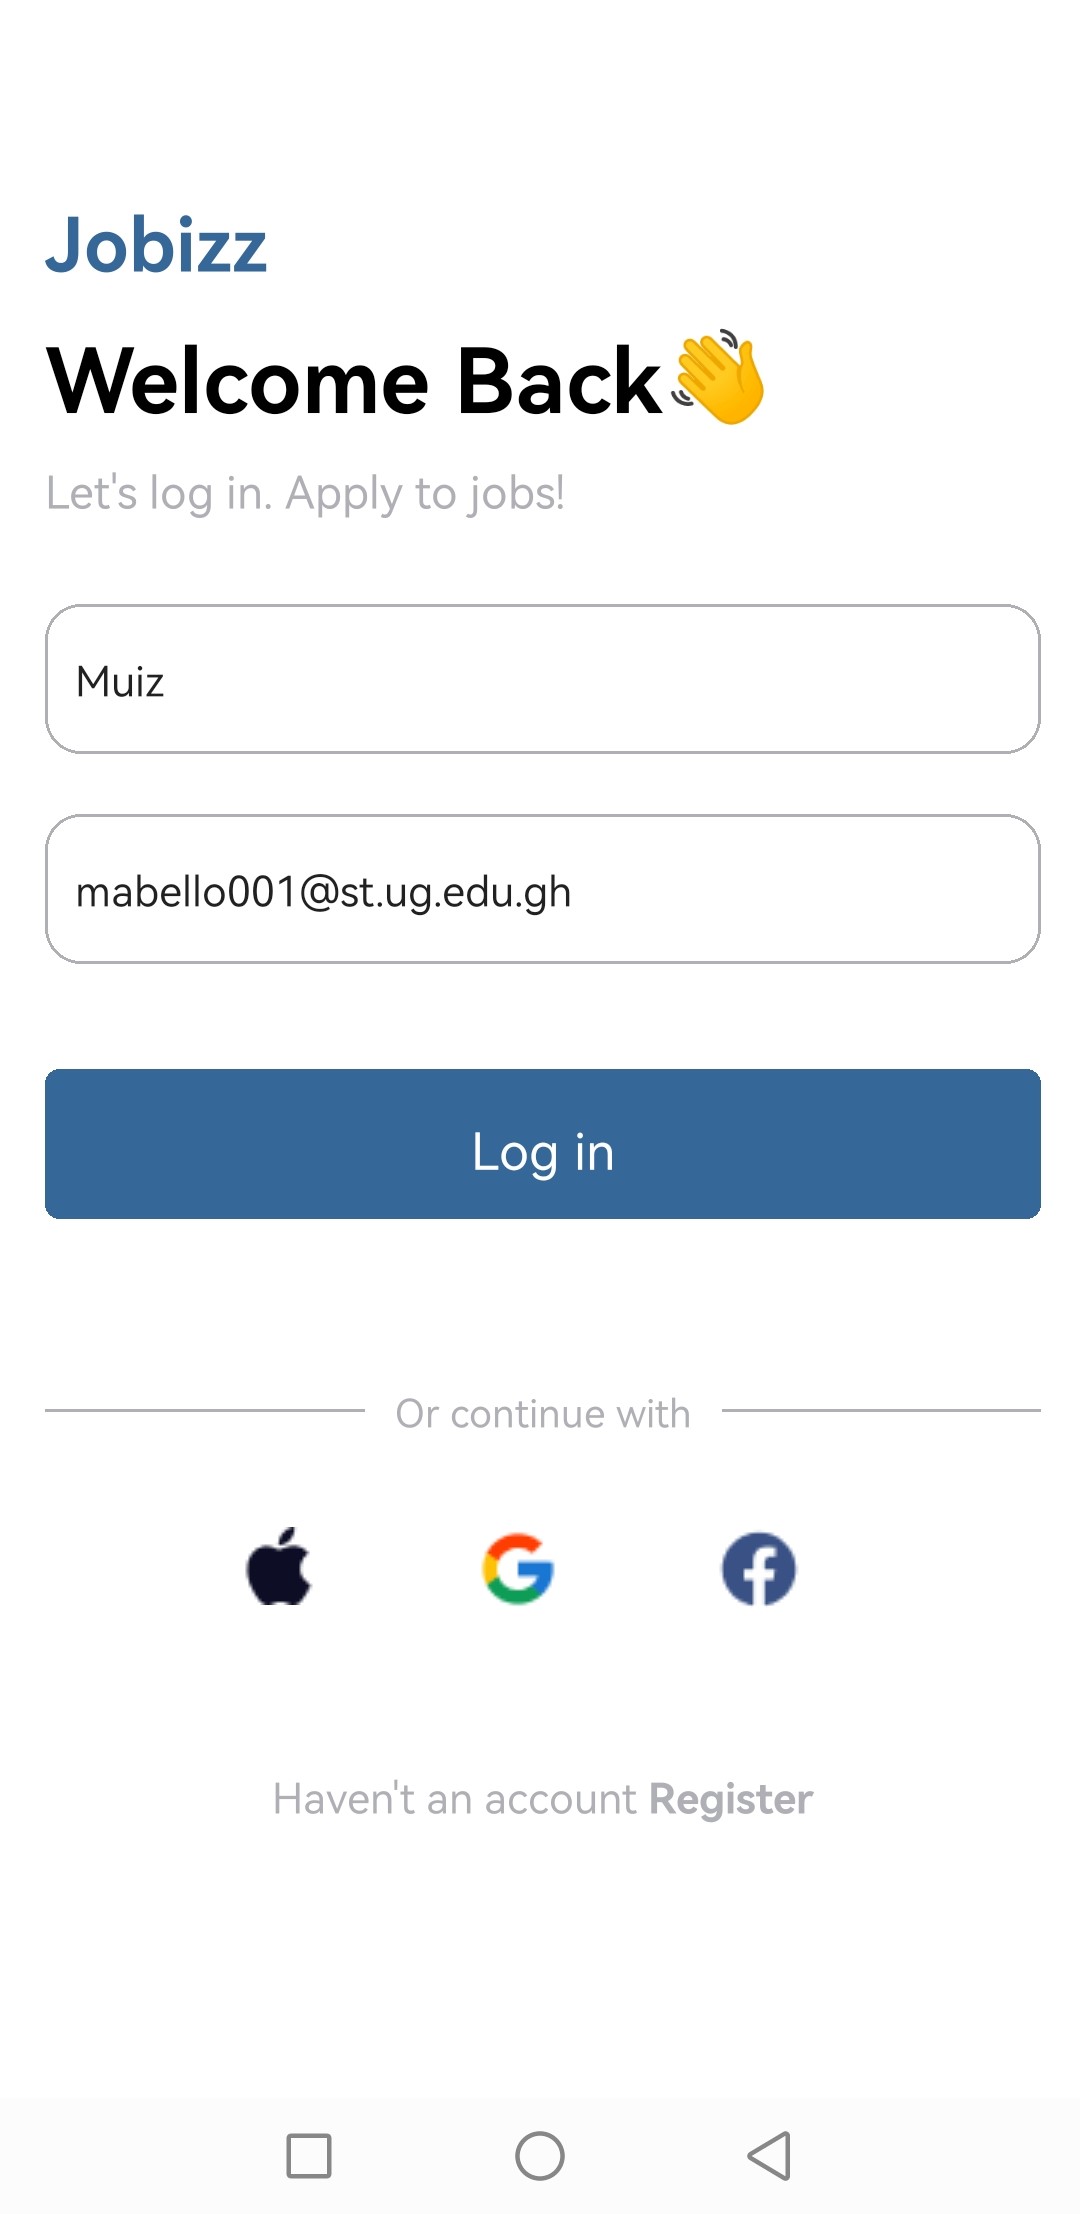 Jobizz
Welcome Back👋
Let's log in. Apply to jobs!
Muiz
mabello001@st.ug.edu.gh
Log in
Or continue with
Haven't an account Register